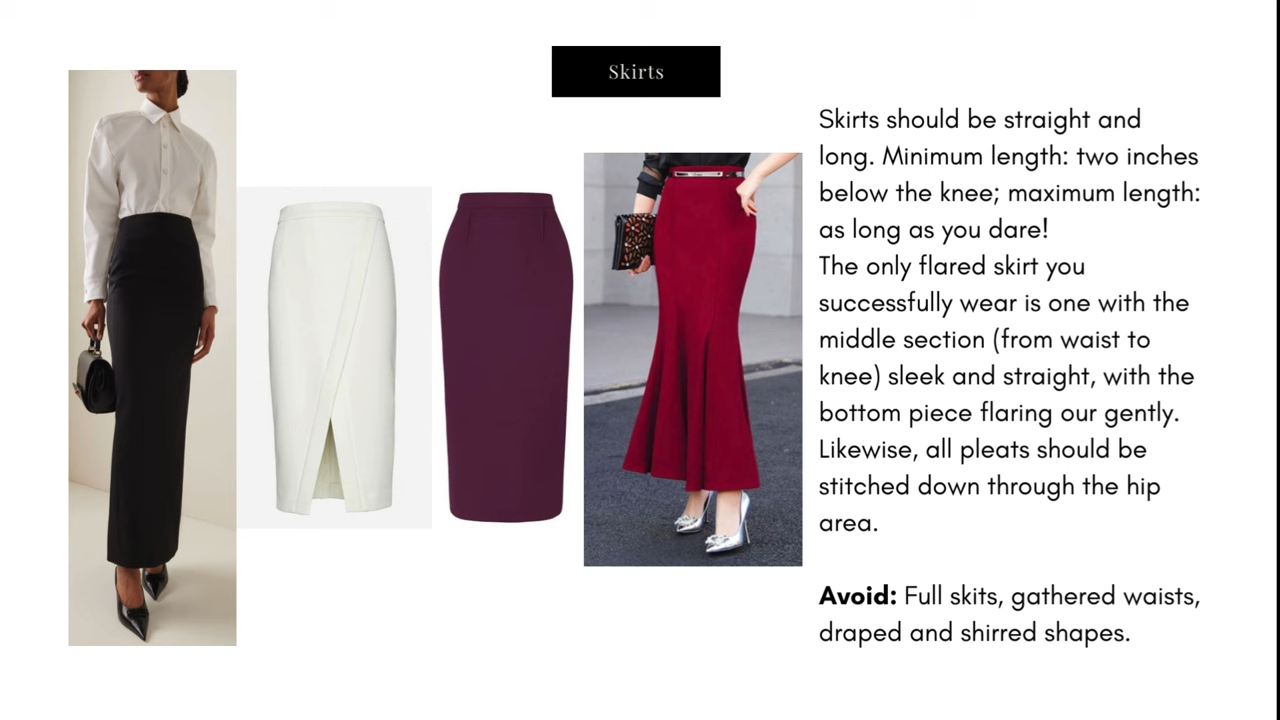 Skirts
Skirts should be straight and
long. Minimum length: two inches
below the knee; maximum length:
as long as you dare!
The only flared skirt you
successfully wear is one with the
middle section (from waist to
knee) sleek and straight, with the
bottom piece flaring our gently.
Likewise, all pleats should be
stitched down through the hip
area.
Avoid: Full skits, gathered waists,
draped and shirred shapes.